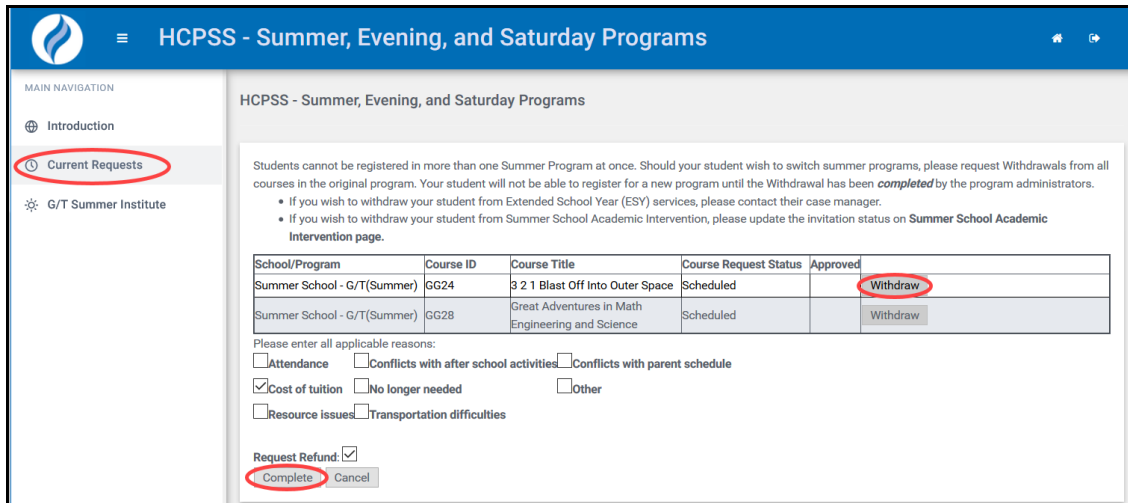 HCPSS - Summer, Evening, and Saturday Programs
MAIN NAVIGATION
Introduction
Current Requests
G/T Summer Institute
HCPSS - Summer, Evening, and Saturday Programs
Students cannot be registered in more than one Summer Program at once. Should your student wish to switch summer programs, please request Withdrawals from all
courses in the original program. Your student will not be able to register for a new program until the Withdrawal has been completed by the program administrators.
• If you wish to withdraw your student from Extended School Year (ESY) services, please contact their case manager.
• If you wish to withdraw your student from Summer School Academic Intervention, please update the invitation status on Summer School Academic
Intervention page.
School/Program Course ID Course Title Course Request Status Approved
Summer School - G/T(Summer) GG24 3 2 1 Blast Off Into Outer Space Scheduled Withdraw
Summer School - G/T(Summer) GG28 Great Adventures in Math Scheduled Withdraw
Engineering and Science
Please enter all applicable reasons:
Attendance Conflicts with after school activities Conflicts with parent schedule
Cost of tuition No longer needed Other
Resource issues Transportation difficulties
Request Refund:
Complete Cancel